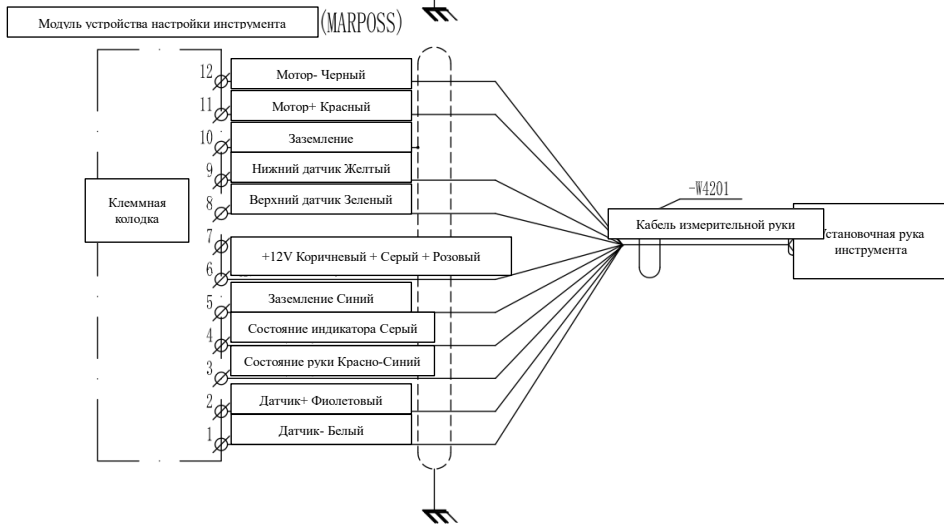 Модуль устройства настройки инструмента (MARPOSS)
12 Мотор- Черный
11 Мотор+ Красный
10 Заземление
9 Нижний датчик Желтый
8 Верхний датчик Зеленый
7
+12V Коричневый + Серый + Розовый
6
5 Заземление Синий
4 Состояние индикатора Серый
3 Состояние руки Красно-Синий
2 Датчик+ Фиолетовый
1 Датчик- Белый
Клеммная
колодка
-W4201
Кабель измерительной руки
Установочная рука
инструмента